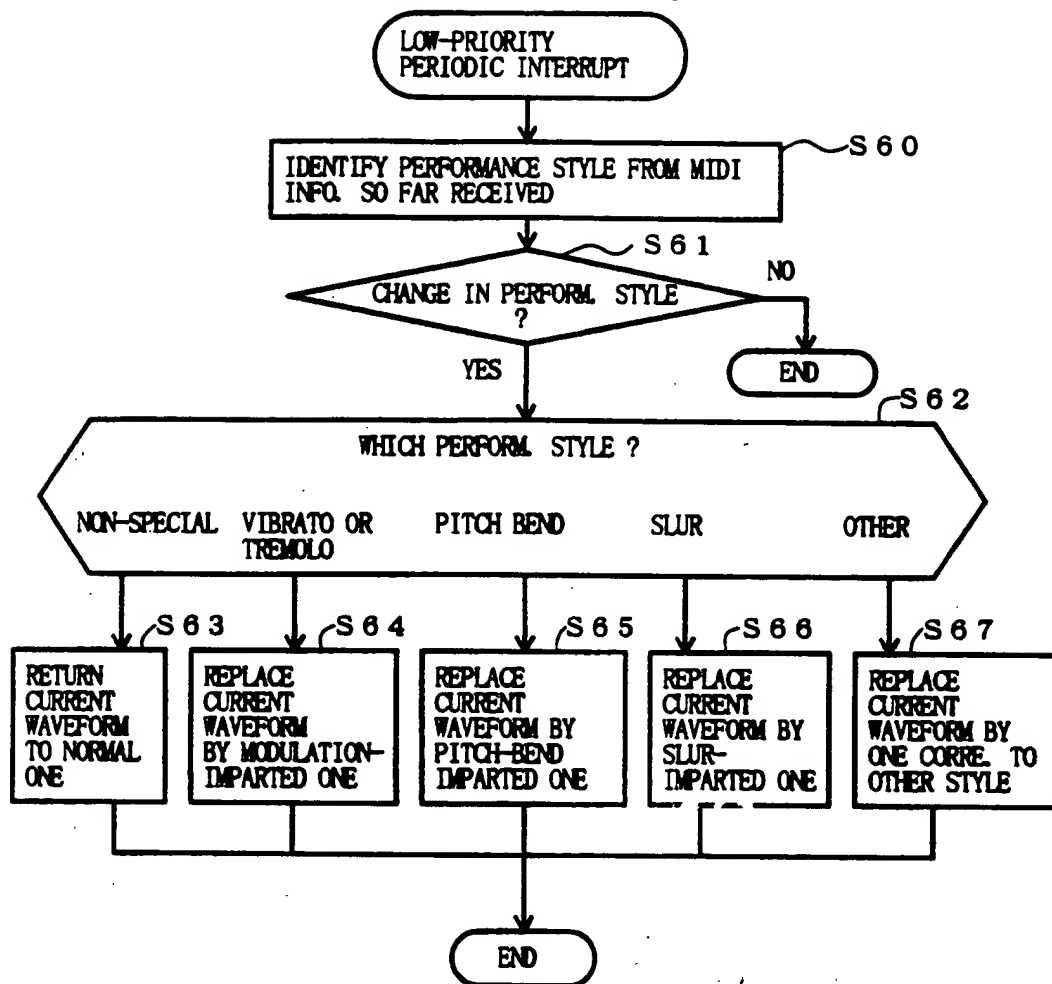 LOW-PRIORITY
PERIODIC INTERRUPT
S60
IDENTIFY PERFORMANCE STYLE FROM MIDI
INFO. SO FAR RECEIVED
S61
CHANGE IN PERFORM. STYLE
?
NO
END
YES
S62
WHICH PERFORM. STYLE ?
NON-SPECIAL
VIBRATO OR
TREMOLO
PITCH BEND
SLUR
OTHER
S63
RETURN
CURRENT
WAVEFORM
TO NORMAL
ONE
S64
REPLACE
CURRENT
WAVEFORM
BY MODULATION-
IMPARTED ONE
S65
REPLACE
CURRENT
WAVEFORM BY
PITCH-BEND
IMPARTED ONE
S66
REPLACE
CURRENT
WAVEFORM BY
SLUR-
IMPARTED ONE
S67
REPLACE
CURRENT
WAVEFORM BY
ONE CORRE. TO
OTHER STYLE
END